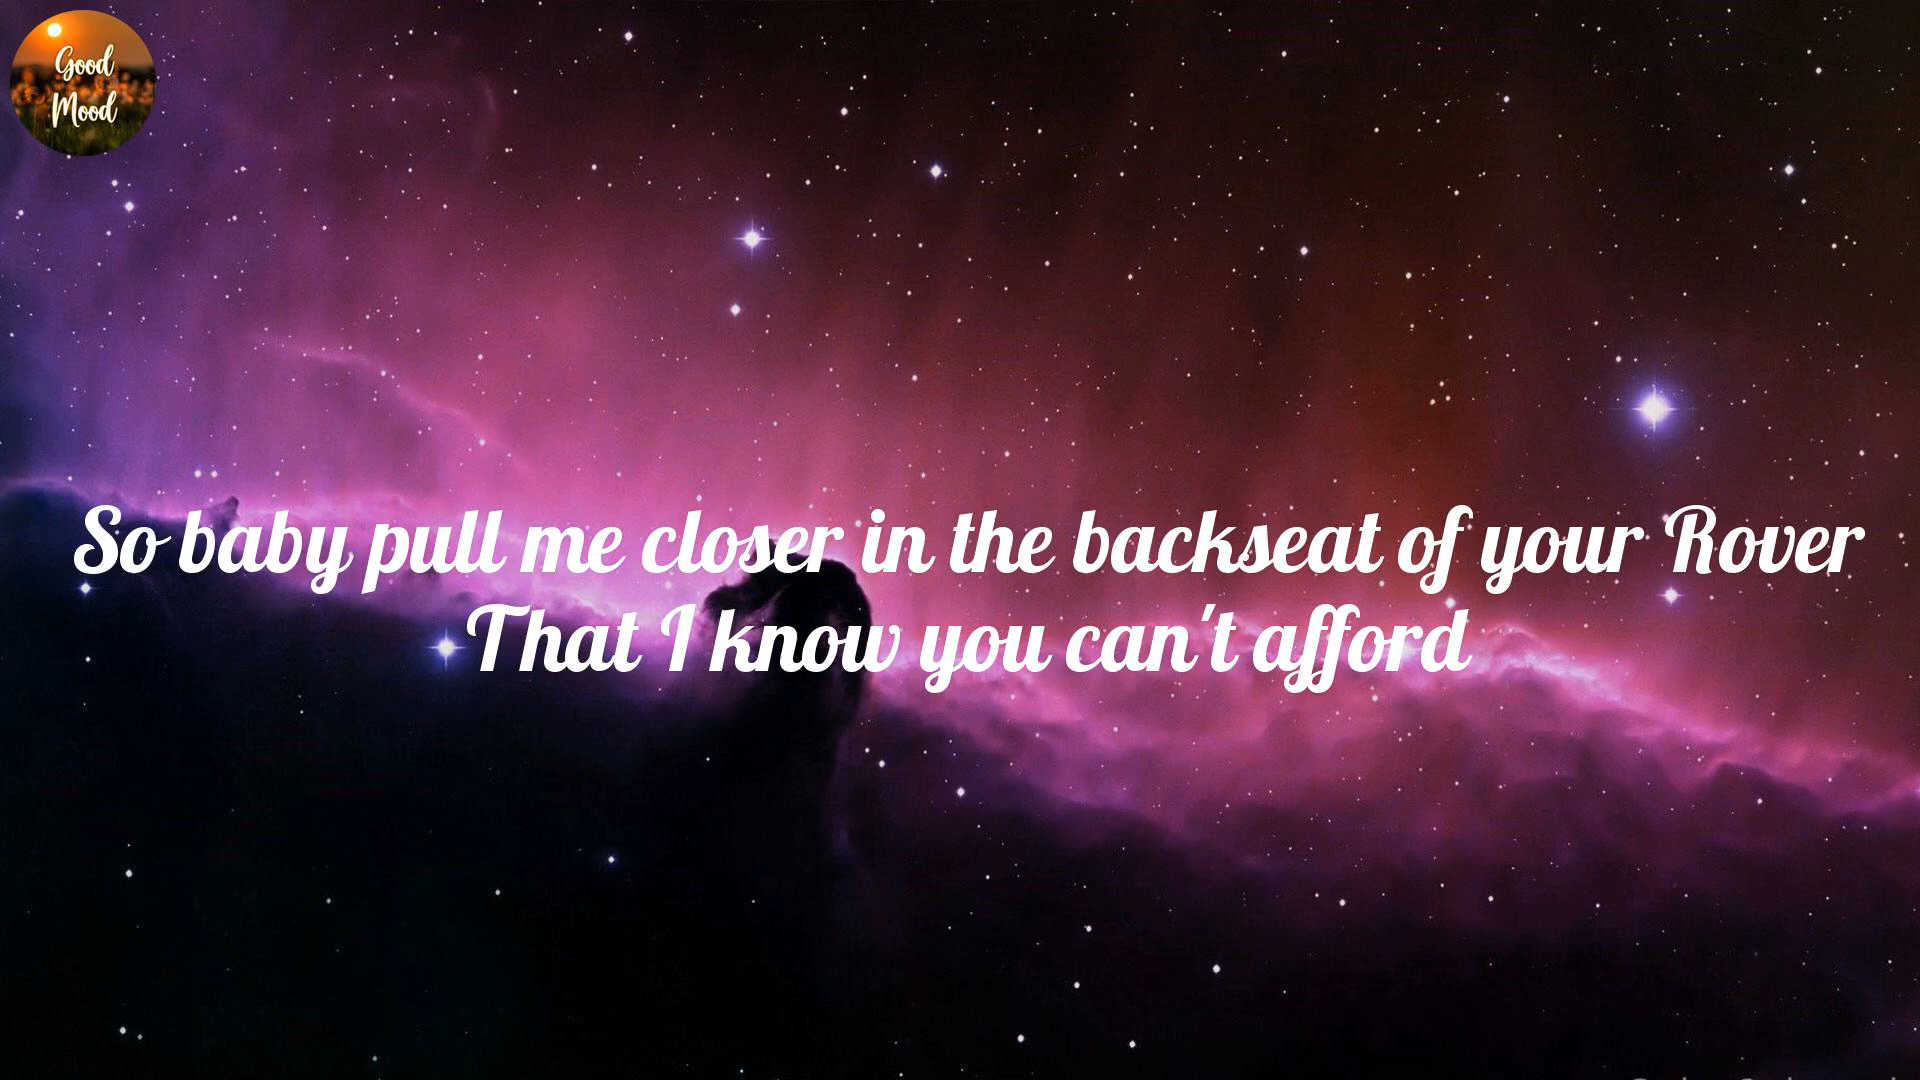 Good
Mood
So baby pull me closer in the backseat of your Rover
That I know you can't afford